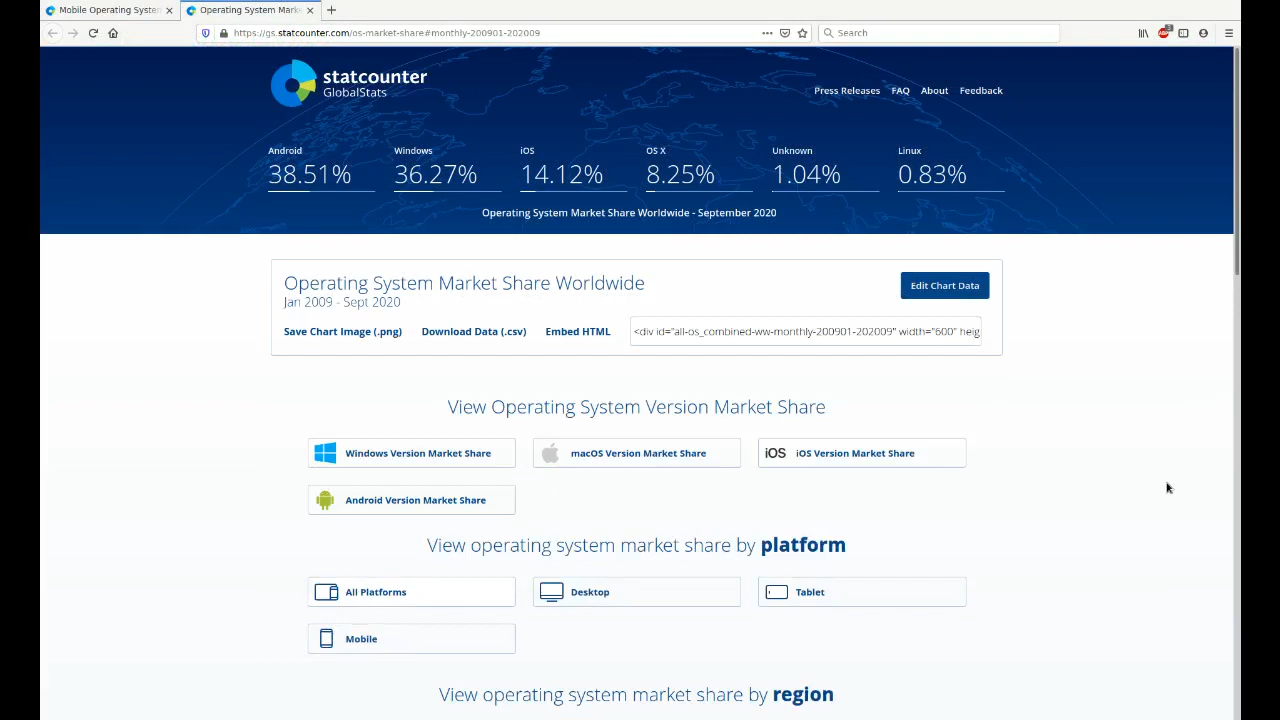 Mobile Operating System
Operating System Mark
https://gs.statcounter.com/os-market-share#monthly-200901-202009
Search
statcounter
GlobalStats
Press Releases FAQ About Feedback
Android Windows iOS OS X Unknown Linux
38.51% 36.27% 14.12% 8.25% 1.04% 0.83%
Operating System Market Share Worldwide - September 2020
Operating System Market Share Worldwide
Jan 2009 - Sept 2020
Edit Chart Data
Save Chart Image (.png) Download Data (.csv) Embed HTML <div id="all-os_combined-ww-monthly-200901-202009" width="600" heig
View Operating System Version Market Share
Windows Version Market Share macOS Version Market Share iOS iOS Version Market Share
Android Version Market Share
View operating system market share by platform
All Platforms Desktop Tablet
Mobile
View operating system market share by region